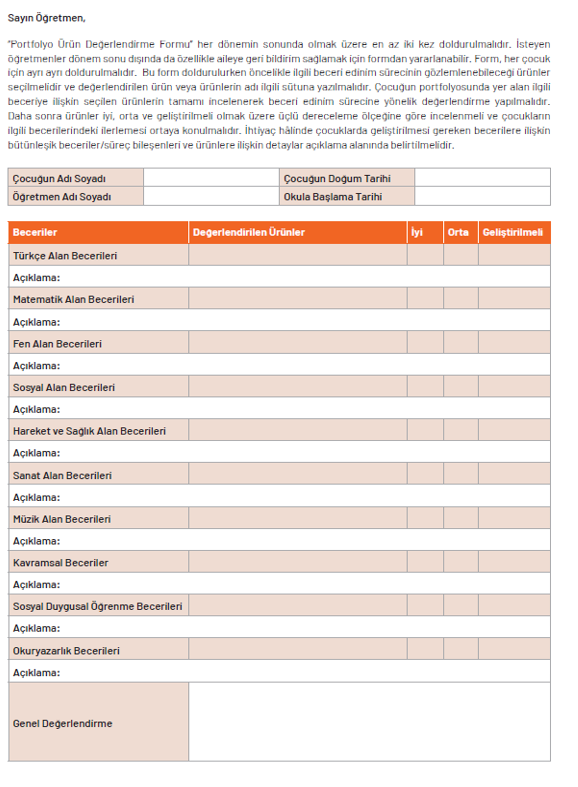 Sayın Öğretmen,
"Portfolyo Ürün Değerlendirme Formu" her dönemin sonunda olmak üzere en az iki kez doldurulmalıdır. İsteyen
öğretmenler dönem sonu dışında da özellikle aileye geri bildirim sağlamak için formdan yararlanabilir. Form, her çocuk
için ayrı ayrı doldurulmalıdır. Bu form doldurulurken öncelikle ilgili beceri edinim sürecinin gözlemlenebileceği ürünler
seçilmelidir ve değerlendirilen ürün veya ürünlerin adı ilgili sütuna yazılmalıdır. Çocuğun portfolyosunda yer alan ilgili
beceriye ilişkin seçilen ürünlerin tamamı incelenerek beceri edinim sürecine yönelik değerlendirme yapılmalıdır.
Daha sonra ürünler iyi, orta ve geliştirilmeli olmak üzere üçlü dereceleme ölçeğine göre incelenmeli ve çocukların
ilgili becerilerindeki ilerlemesi ortaya konulmalıdır. İhtiyaç hâlinde çocuklarda geliştirilmesi gereken becerilere ilişkin
bütünleşik beceriler/süreç bileşenleri ve ürünlere ilişkin detaylar açıklama alanında belirtilmelidir.
Çocuğun Adı Soyadı Çocuğun Doğum Tarihi
Öğretmen Adı Soyadı Okula Başlama Tarihi
Beceriler Değerlendirilen Ürünler İyi Orta Geliştirilmeli
Türkçe Alan Becerileri
Açıklama:
Matematik Alan Becerileri
Açıklama:
Fen Alan Becerileri
Açıklama:
Sosyal Alan Becerileri
Açıklama:
Hareket ve Sağlık Alan Becerileri
Açıklama:
Sanat Alan Becerileri
Açıklama:
Müzik Alan Becerileri
Açıklama:
Kavramsal Beceriler
Açıklama:
Sosyal Duygusal Öğrenme Becerileri
Açıklama:
Okuryazarlık Becerileri
Açıklama:
Genel Değerlendirme